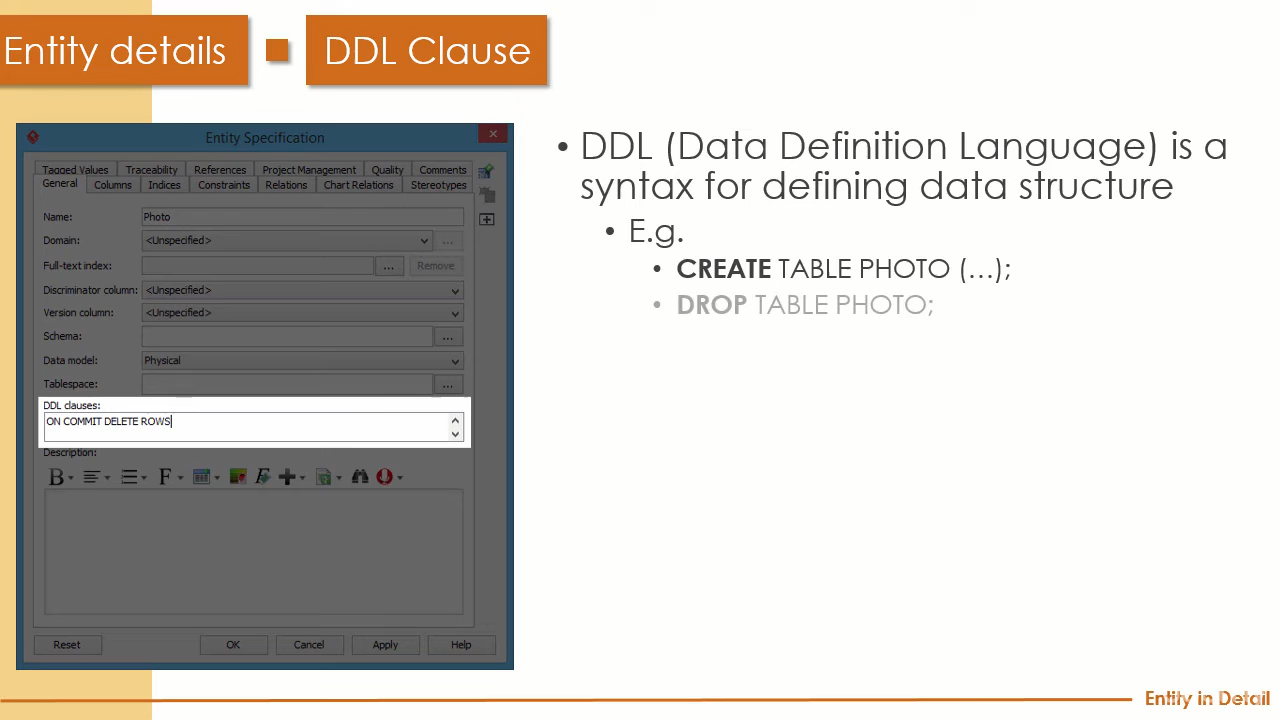 Entity details
DDL Clause
Entity Specification
Tagged Values Traceability References Project Management Quality Comments
General Columns Indices Constraints Relations Chart Relations Stereotypes
Name: Photo
Domain: <Unspecified> ...
Full-text index: ... Remove
Discriminator column: <Unspecified>
Version column: <Unspecified>
Schema: ...
Data model: Physical
Tablespace: ...
DDL clauses:
ON COMMIT DELETE ROWS
Description:
B F F
Reset OK Cancel Apply Help
• DDL (Data Definition Language) is a
syntax for defining data structure
• E.g.
• CREATE TABLE PHOTO (…);
• DROP TABLE PHOTO;
Entity in Detail